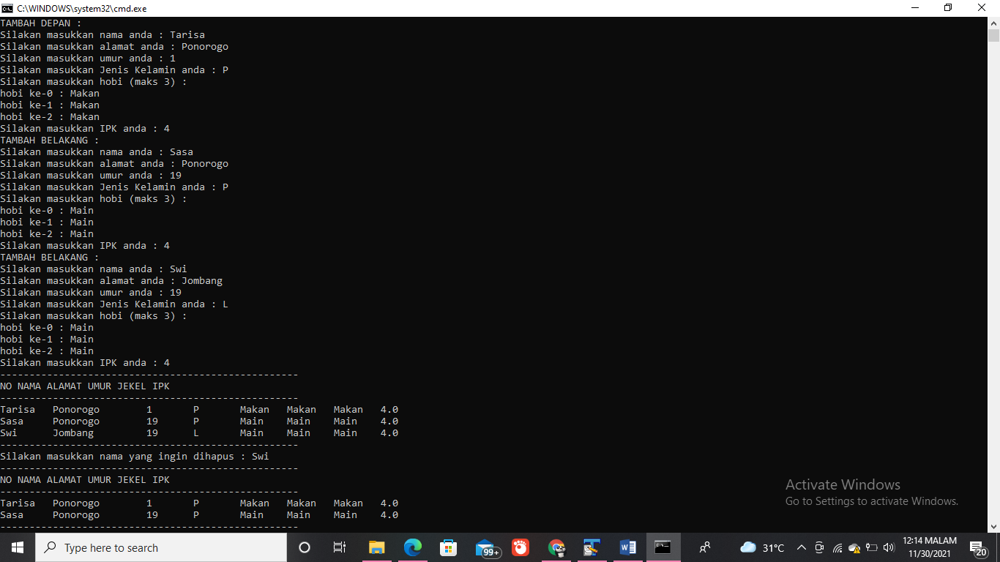 C:\WINDOWS\system32\cmd.exe
TAMBAH DEPAN :
Silakan masukkan nama anda : Tarisa
Silakan masukkan alamat anda : Ponorogo
Silakan masukkan umur anda : 1
Silakan masukkan Jenis Kelamin anda : P
Silakan masukkan hobi (maks 3) :
hobi ke-0 : Makan
hobi ke-1 : Makan
hobi ke-2 : Makan
Silakan masukkan IPK anda : 4
TAMBAH BELAKANG :
Silakan masukkan nama anda : Sasa
Silakan masukkan alamat anda : Ponorogo
Silakan masukkan umur anda : 19
Silakan masukkan Jenis Kelamin anda : P
Silakan masukkan hobi (maks 3) :
hobi ke-0 : Main
hobi ke-1 : Main
hobi ke-2 : Main
Silakan masukkan IPK anda : 4
TAMBAH BELAKANG :
Silakan masukkan nama anda : Swi
Silakan masukkan alamat anda : Jombang
Silakan masukkan umur anda : 19
Silakan masukkan Jenis Kelamin anda : L
Silakan masukkan hobi (maks 3) :
hobi ke-0 : Main
hobi ke-1 : Main
hobi ke-2 : Main
Silakan masukkan IPK anda : 4
---------------------------------------------------
NO NAMA ALAMAT UMUR JEKEL IPK
---------------------------------------------------
Tarisa Ponorogo 1 P Makan Makan Makan 4.0
Sasa Ponorogo 19 P Main Main Main 4.0
Swi Jombang 19 L Main Main Main 4.0
---------------------------------------------------
Silakan masukkan nama yang ingin dihapus : Swi
---------------------------------------------------
NO NAMA ALAMAT UMUR JEKEL IPK
---------------------------------------------------
Tarisa Ponorogo 1 P Makan Makan Makan 4.0
Sasa Ponorogo 19 P Main Main Main 4.0
---------------------------------------------------
Activate Windows
Go to Settings to activate Windows.
Type here to search
99+
31°C
12:14 MALAM
11/30/2021
20